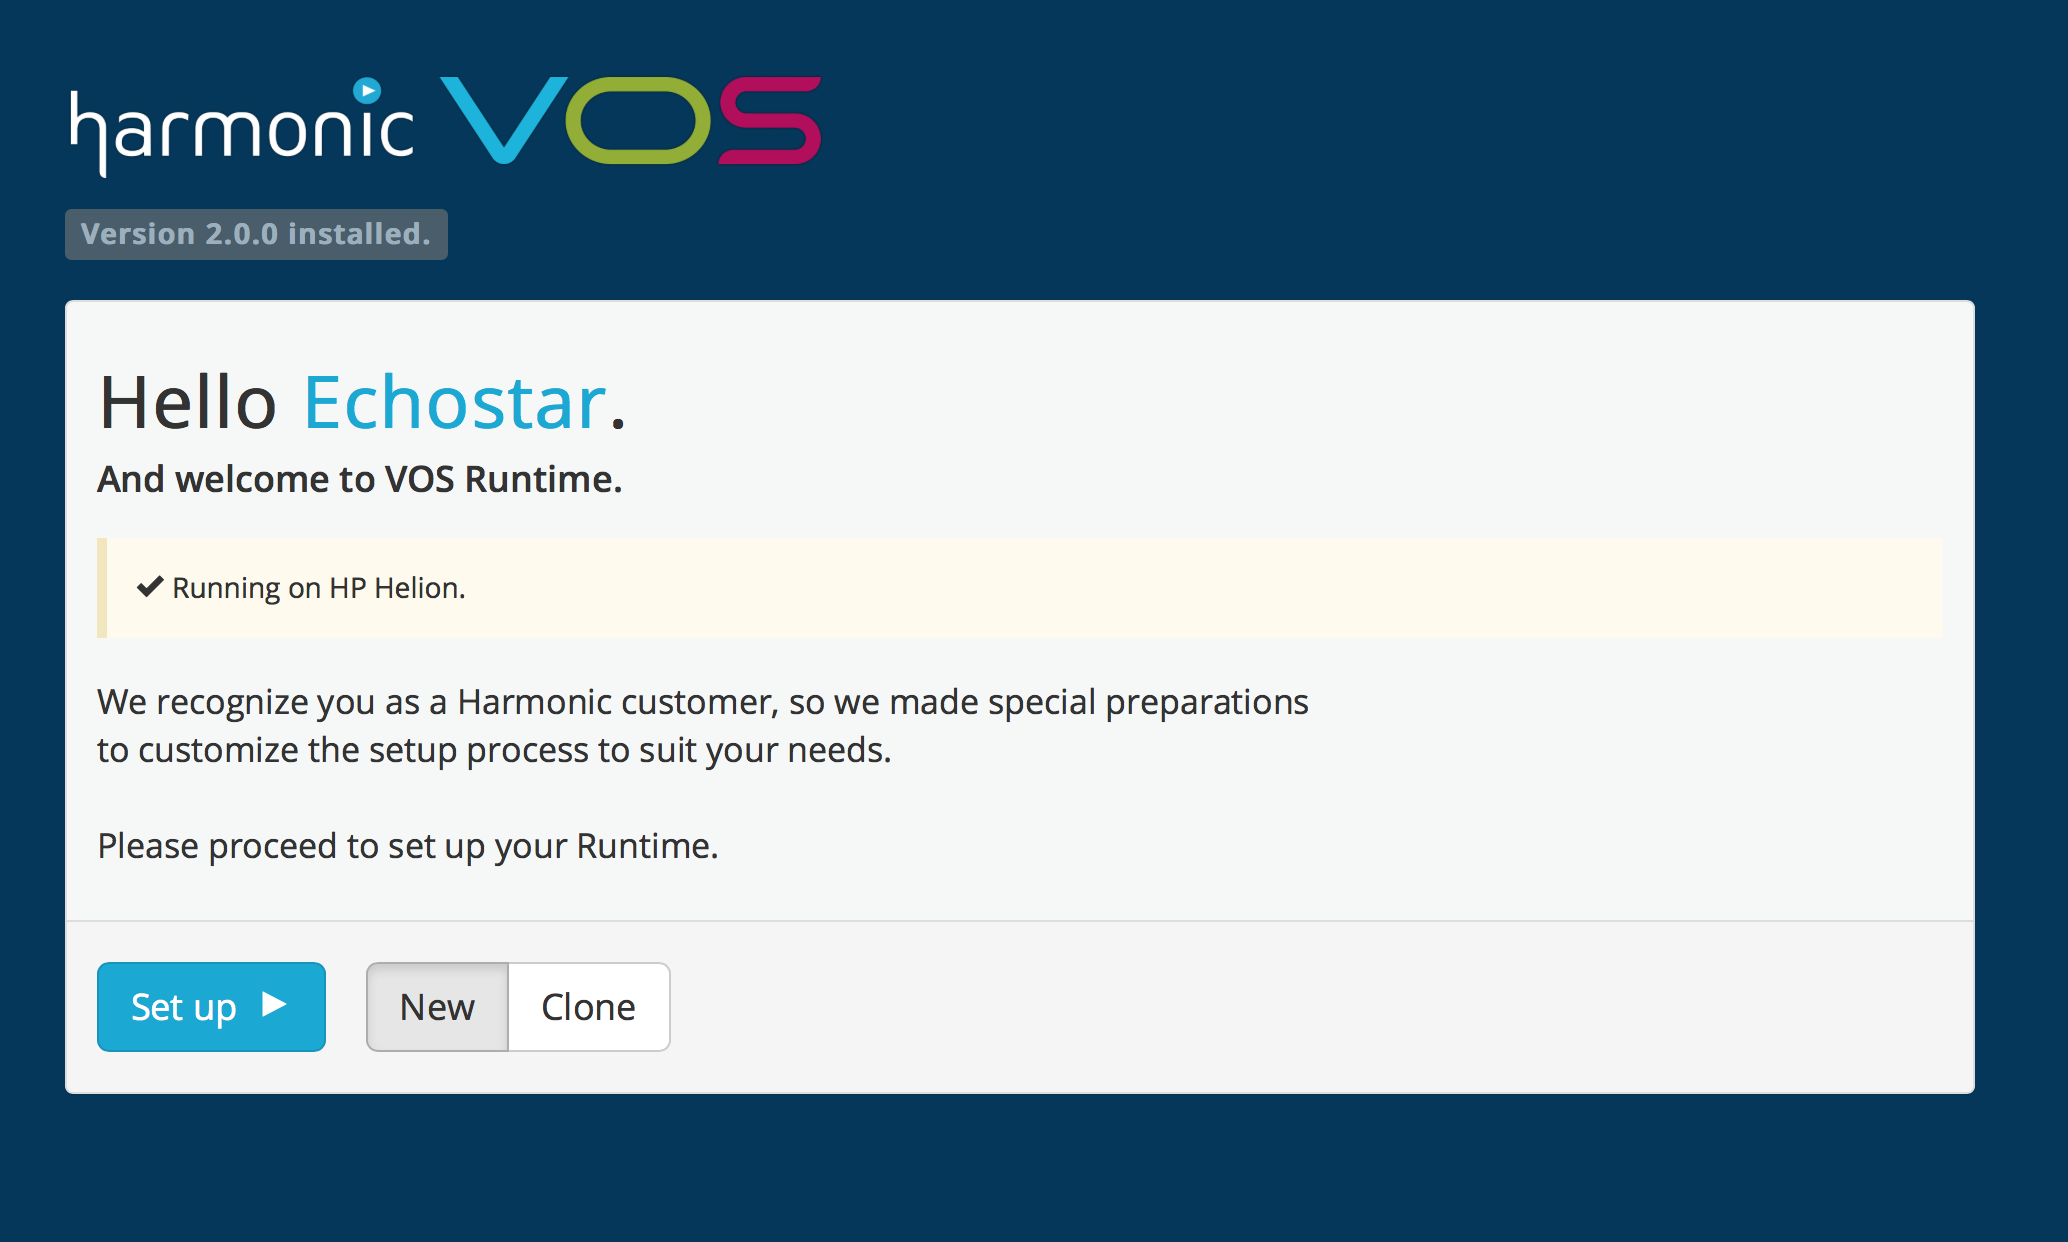 harmonic VOS
Version 2.0.0 installed.
Hello Echostar.
And welcome to VOS Runtime.
Running on HP Helion.
We recognize you as a Harmonic customer, so we made special preparations
to customize the setup process to suit your needs.
Please proceed to set up your Runtime.
Set up New Clone